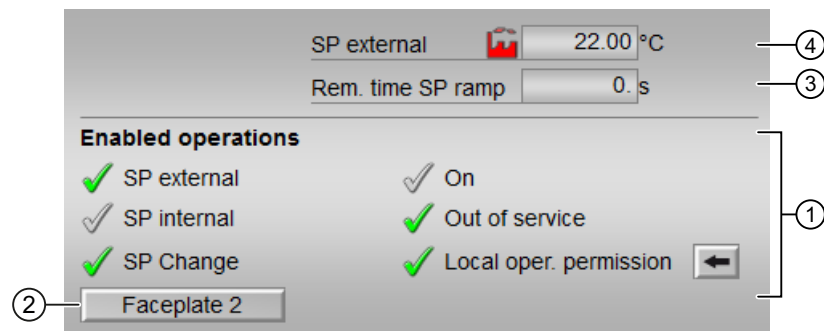 SP external 22.00 °C 4
Rem. time SP ramp 0. s 3
Enabled operations
SP external On
SP internal Out of service 1
SP Change Local oper. permission
2 Faceplate 2